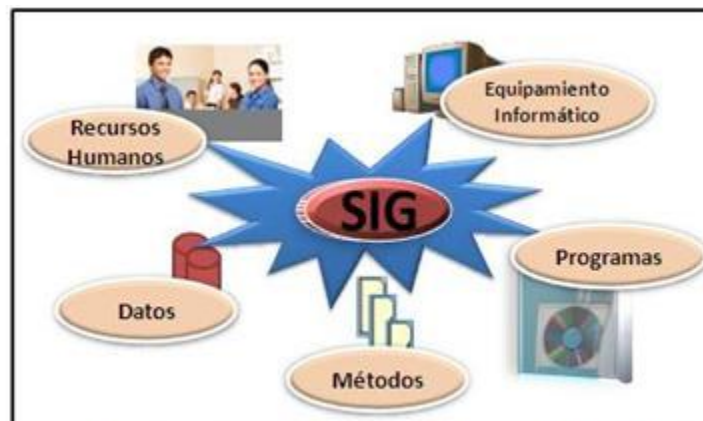 Recursos
Humanos
Equipamiento
Informático
SIG
Datos
Programas
Métodos